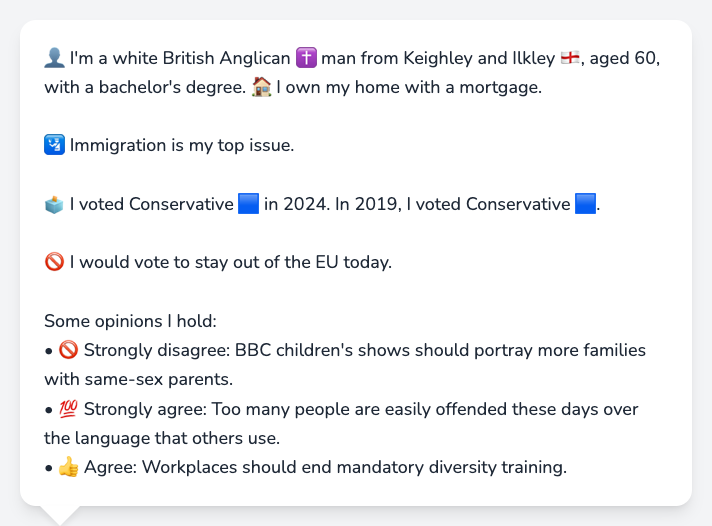 👤 I'm a white British Anglican ✝️ man from Keighley and Ilkley 🏴󠁧󠁢󠁥󠁮󠁧󠁿, aged 60,
with a bachelor's degree. 🏠 I own my home with a mortgage.
🛂 Immigration is my top issue.
🗳️ I voted Conservative 🟦 in 2024. In 2019, I voted Conservative 🟦.
🚫 I would vote to stay out of the EU today.
Some opinions I hold:
• 🚫 Strongly disagree: BBC children's shows should portray more families
with same-sex parents.
• 💯 Strongly agree: Too many people are easily offended these days over
the language that others use.
• 👍 Agree: Workplaces should end mandatory diversity training.